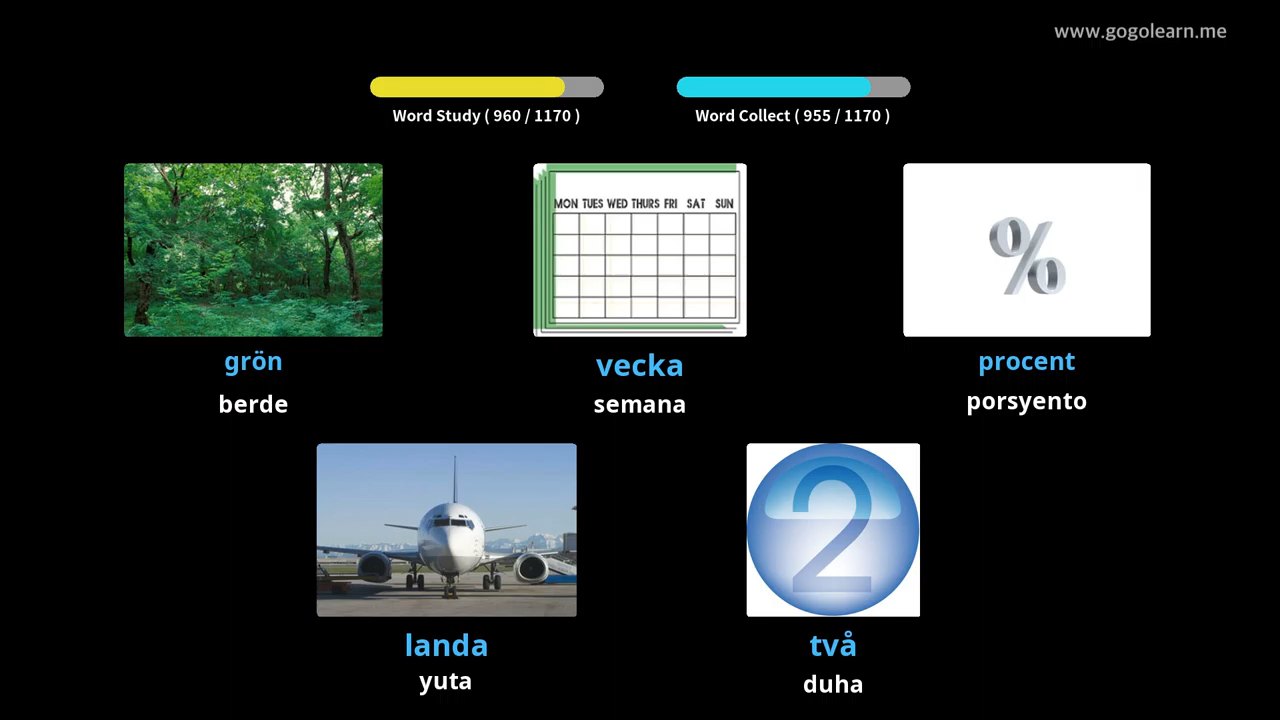 www.gogolearn.me
Word Study ( 960 / 1170 )
Word Collect ( 955 / 1170 )
MON TUES WED THURS FRI SAT SUN
%
grön
vecka
procent
berde
semana
porsyento
2
landa
två
yuta
duha